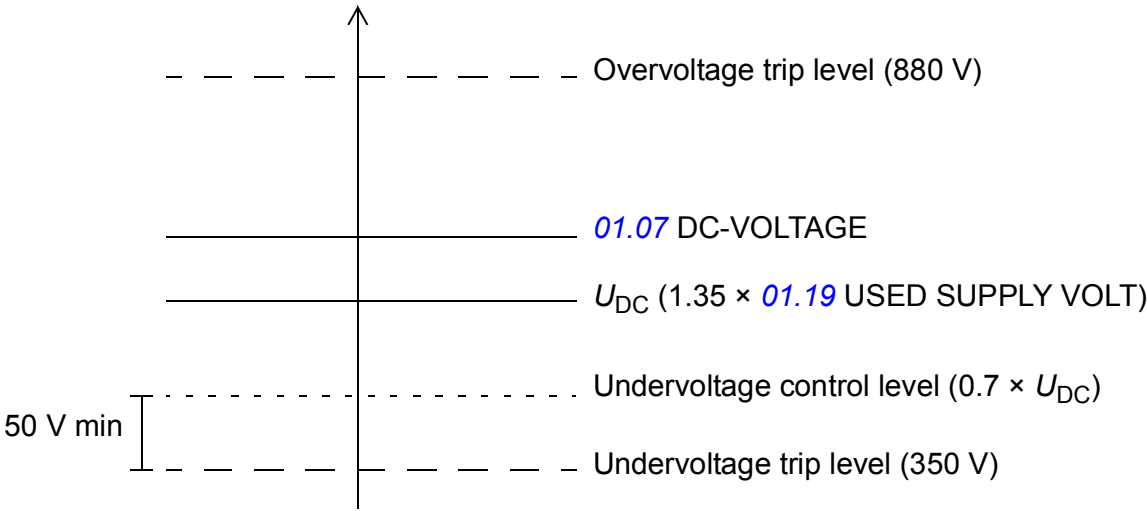 Overvoltage trip level (880 V)
01.07 DC-VOLTAGE
UDC (1.35 × 01.19 USED SUPPLY VOLT)
Undervoltage control level (0.7 × UDC)
50 V min
Undervoltage trip level (350 V)